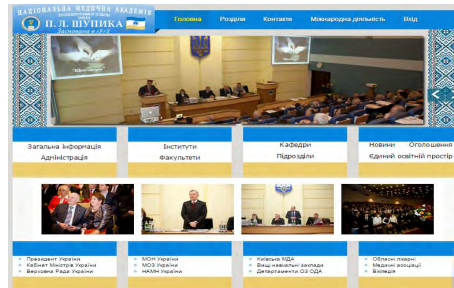 НАЦІОНАЛЬНА МЕДИЧНА АКАДЕМІЯ
П. Л. ШУПИКА
Заснована в 1918
Головна Розділи Контакти Міжнародна діяльність Вхід
Загальна інформація
Адміністрація
Інститути
Факультети
Кафедри
Підрозділи
Новини Оголошення
Єдиний освітній простір
Президент України
Кабінет Міністрів України
Верховна Рада України
МОН України
МОЗ України
НАМН України
Київська МДА
Вищі навчальні заклади
Департаменти ОЗ ОДА
Обласні лікарні
Медичні асоціації
Вікіпедія